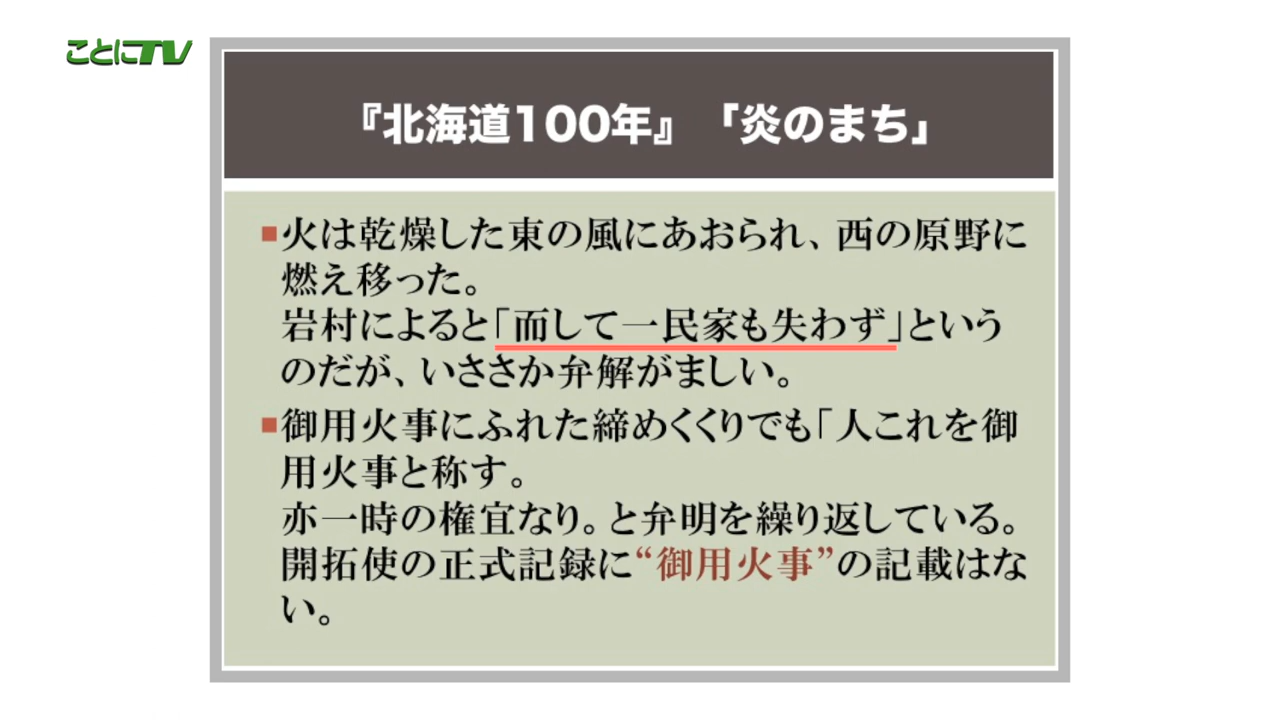 ことにTV
『北海道100年』「炎のまち」
■火は乾燥した東の風にあおられ、西の原野に
燃え移った。
岩村によると「而して一民家も失わず」という
のだが、いささか弁解がましい。
■御用火事にふれた締めくくりでも「人これを御
用火事と称す。
亦一時の権宜なり。と弁明を繰り返している。
開拓使の正式記録に“御用火事”の記載はな
い。